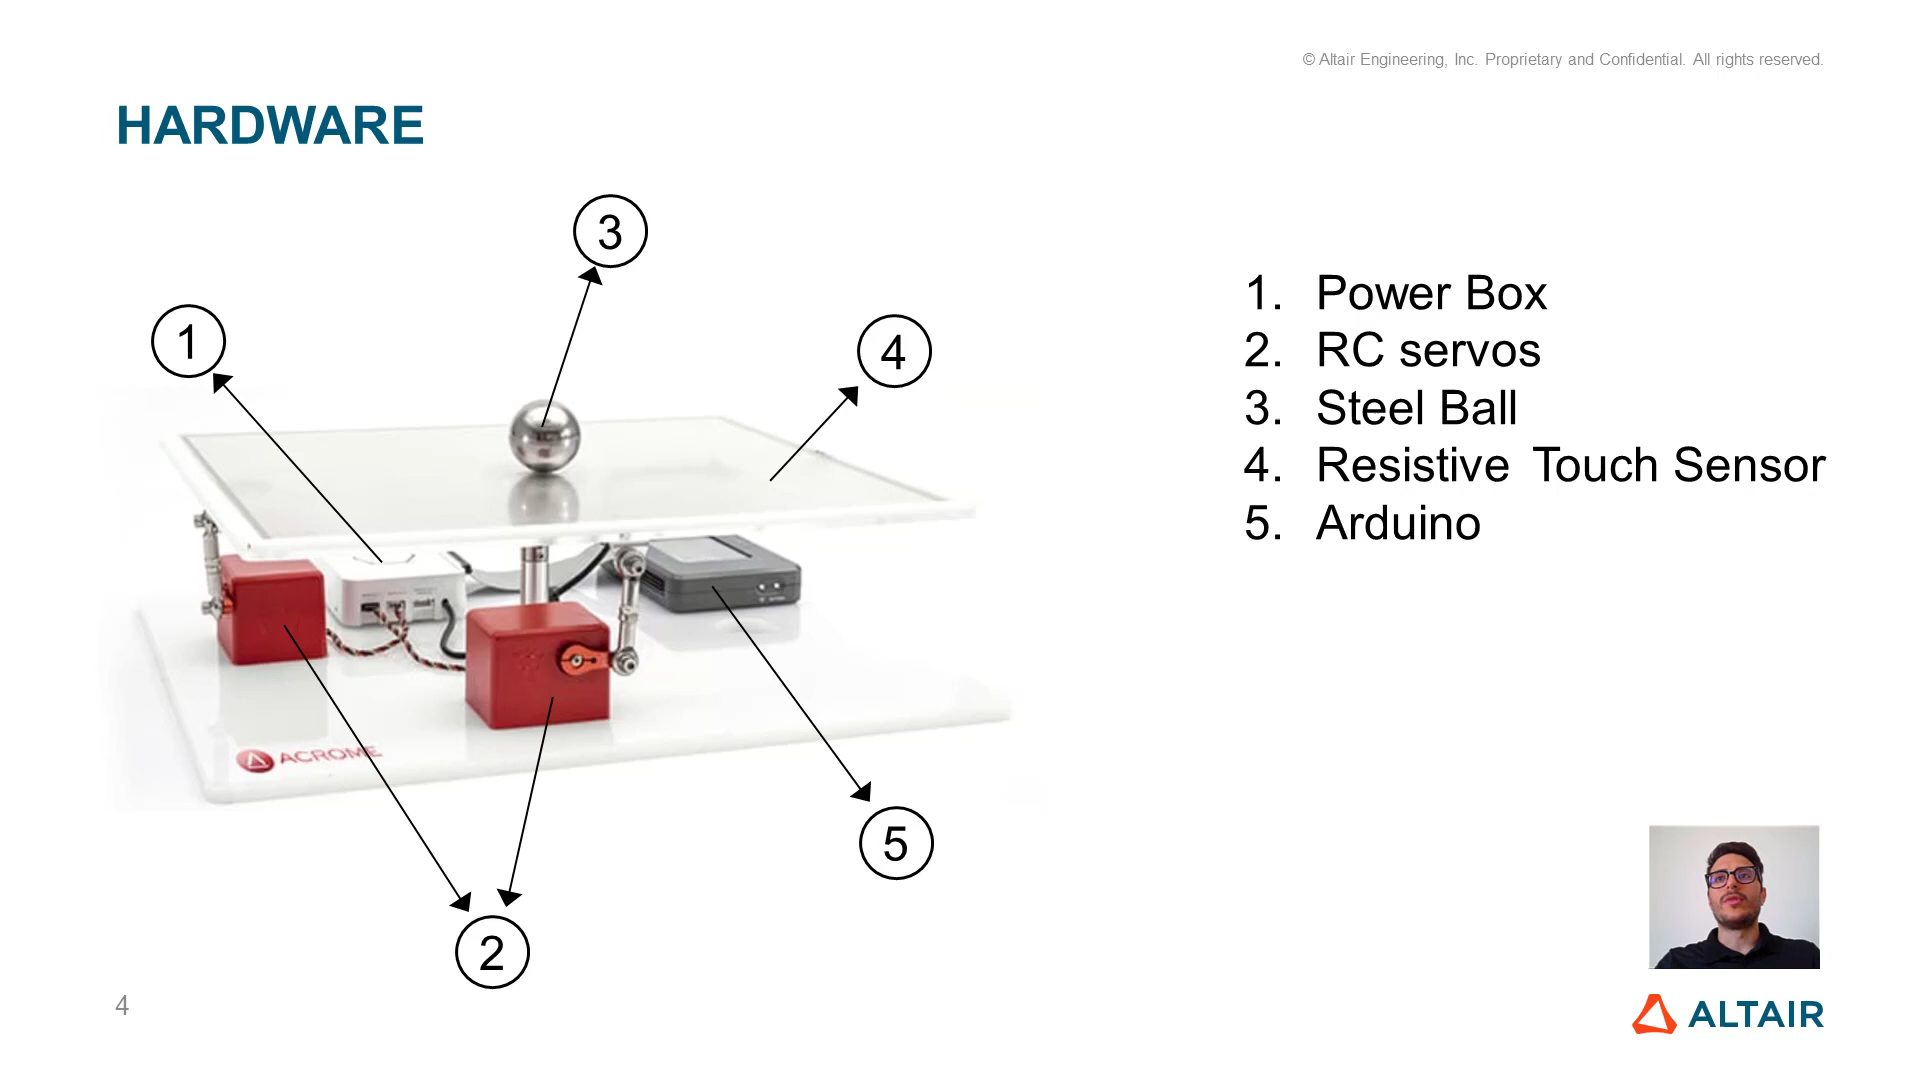 © Altair Engineering, Inc. Proprietary and Confidential. All rights reserved.
HARDWARE
3
1
4
1. Power Box
2. RC servos
3. Steel Ball
4. Resistive Touch Sensor
5. Arduino
ACROME
5
2
4
ALTAIR